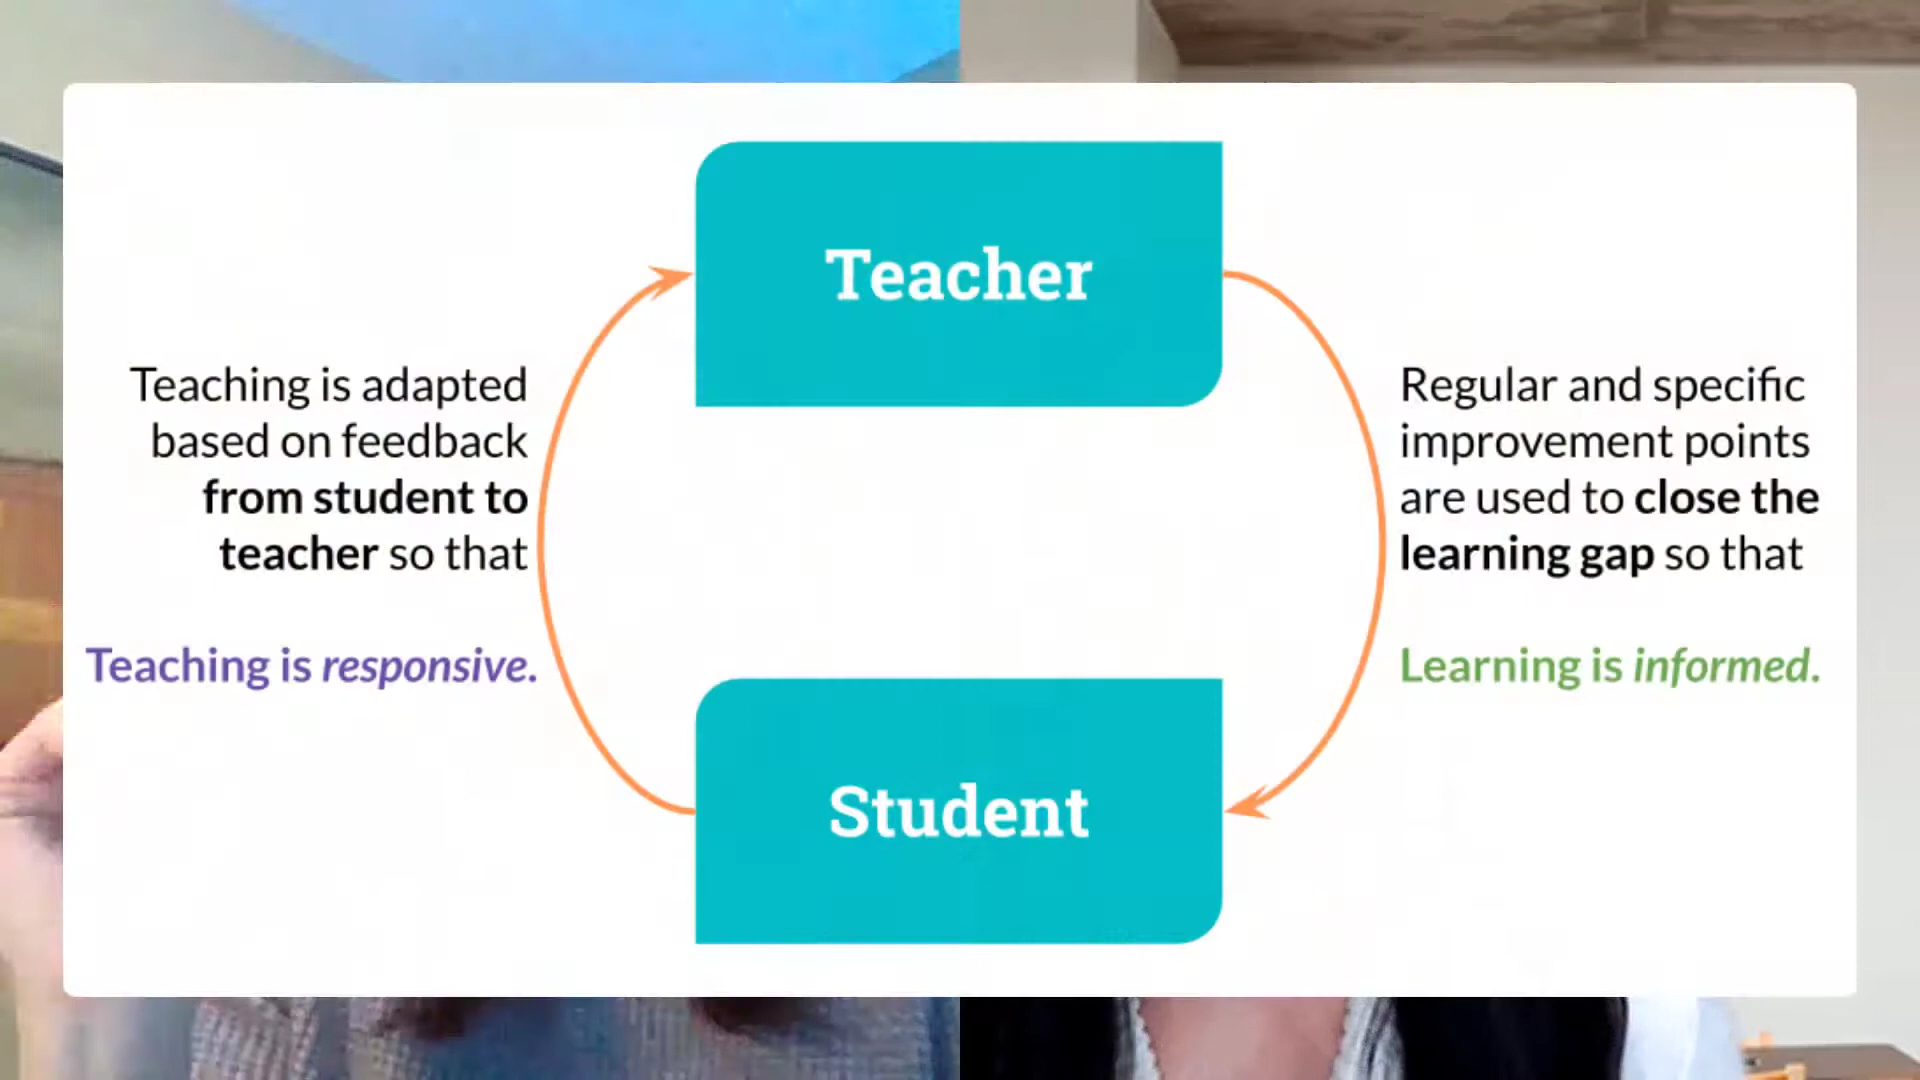 Teacher
Teaching is adapted
based on feedback
from student to
teacher so that
Teaching is responsive.
Regular and specific
improvement points
are used to close the
learning gap so that
Learning is informed.
Student